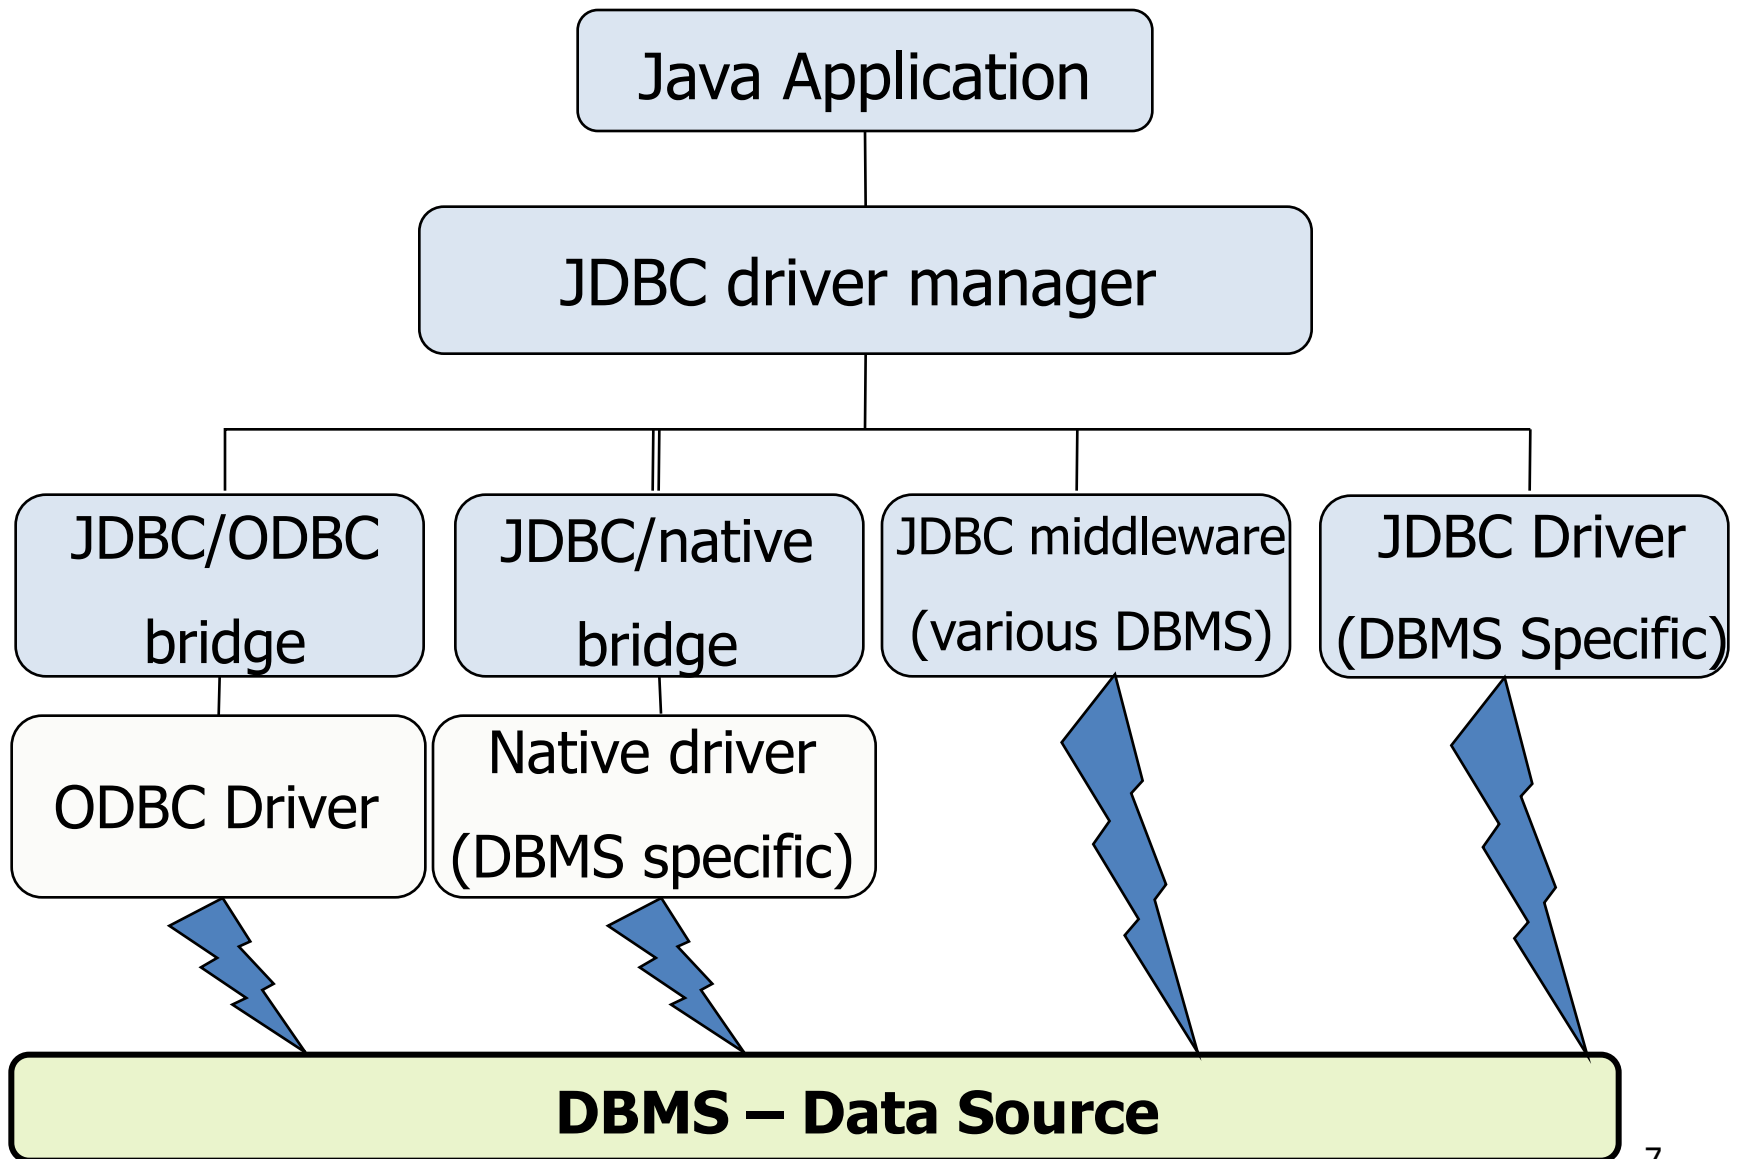 Java Application
JDBC driver manager
JDBC/ODBC
bridge
JDBC/native
bridge
JDBC middleware
(various DBMS)
JDBC Driver
(DBMS Specific)
ODBC Driver
Native driver
(DBMS specific)
DBMS – Data Source
7